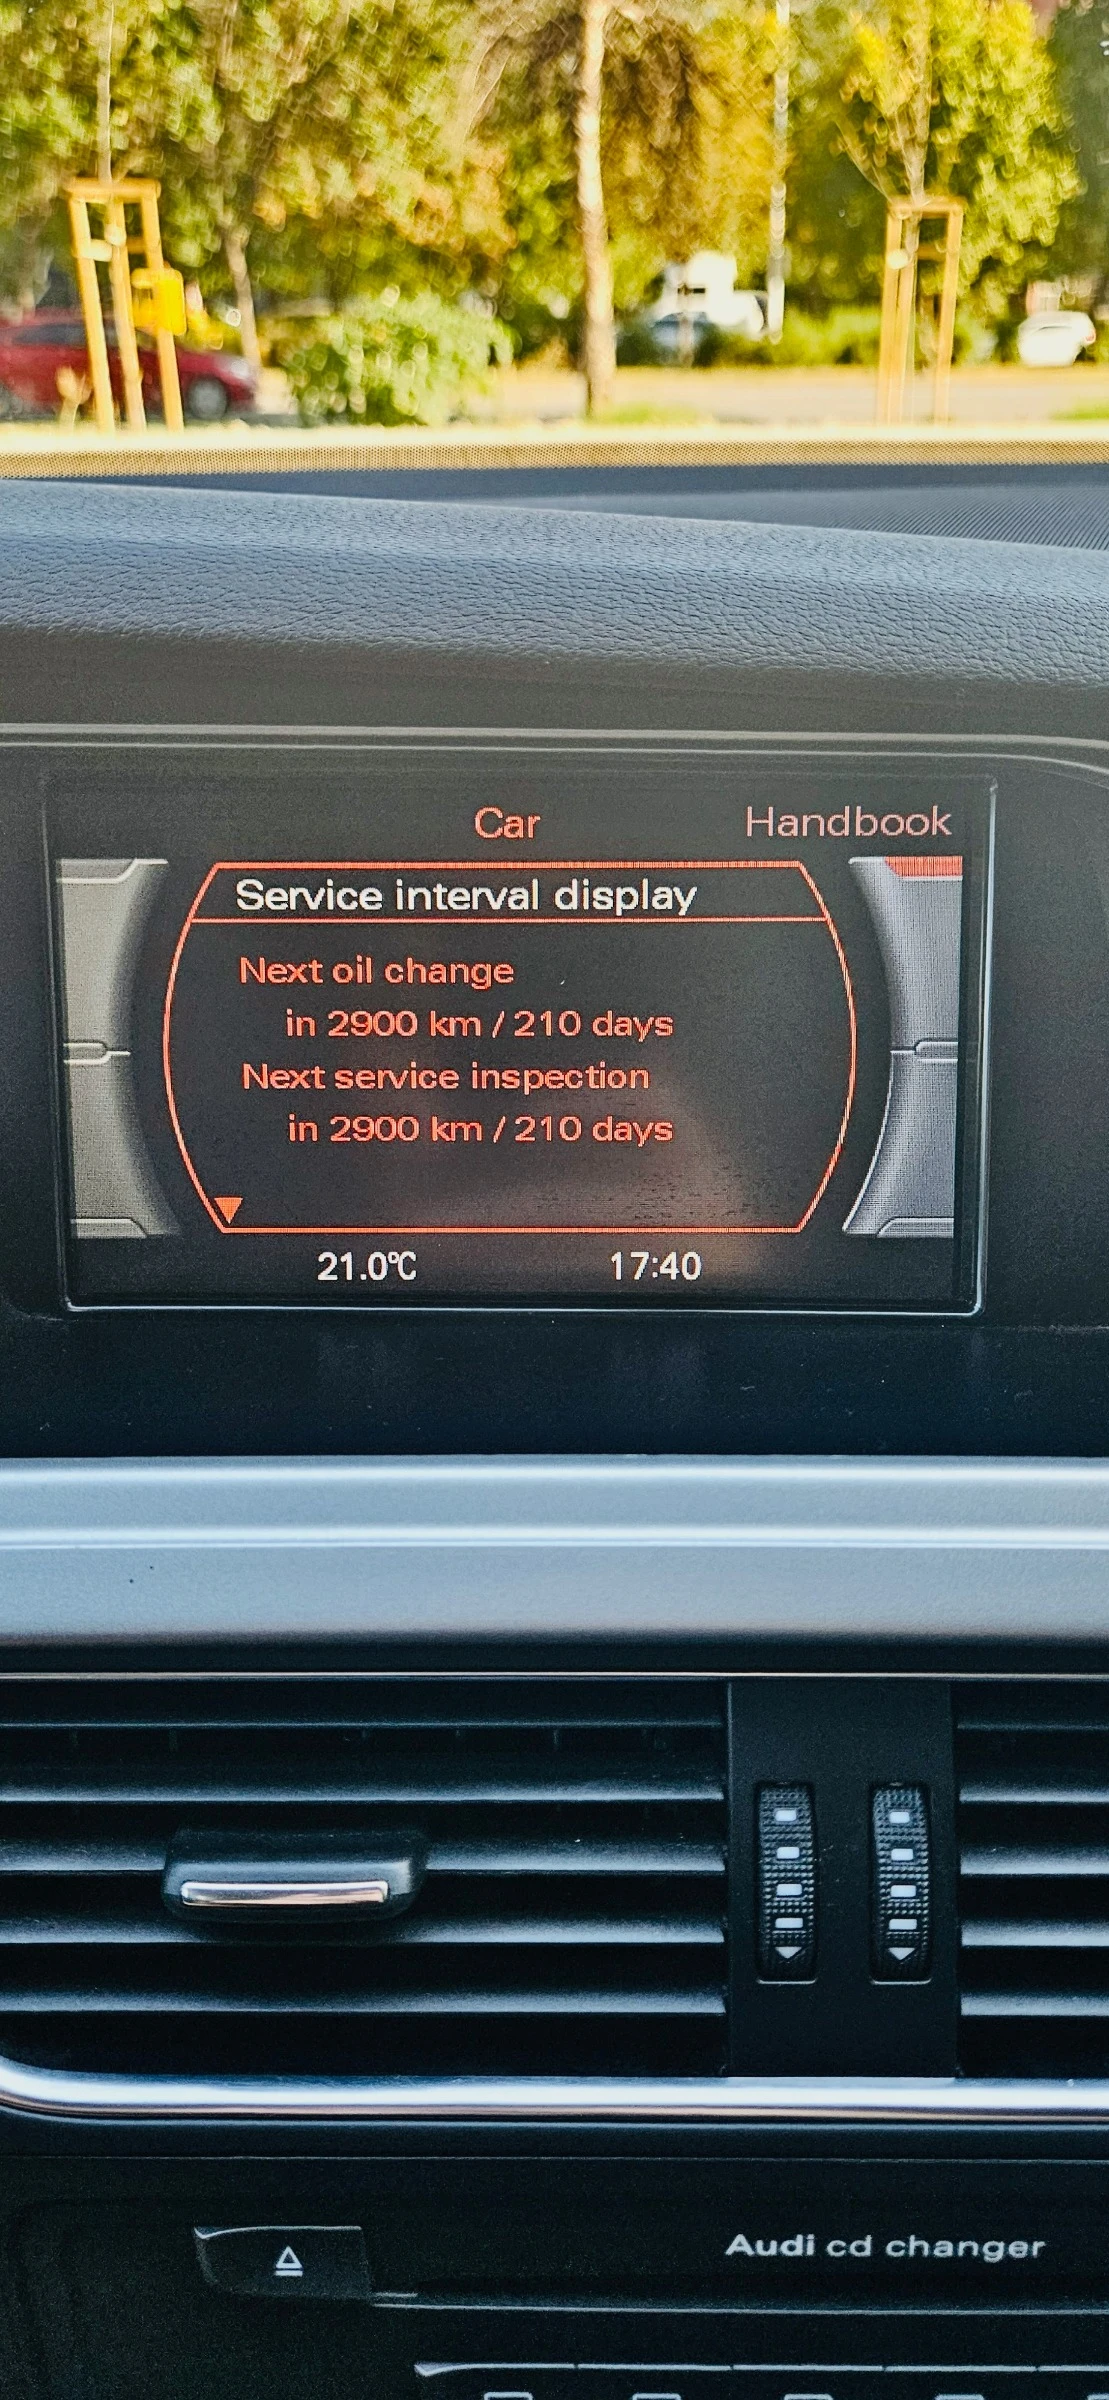 Car
Handbook
Service interval display
Next oil change
in 2900 km / 210 days
Next service inspection
in 2900 km / 210 days
21.0°C
17:40
Audi cd changer